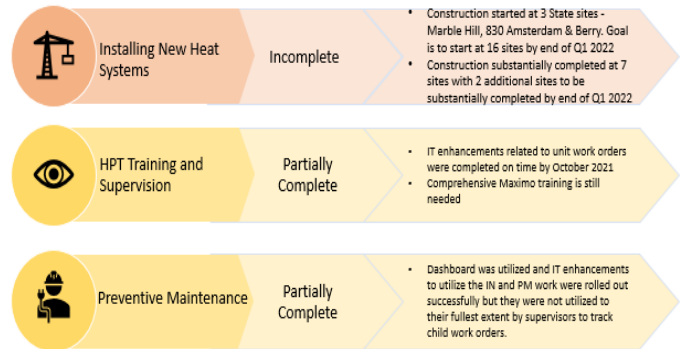 Installing New Heat
Systems
Incomplete
• Construction started at 3 State sites -
Marble Hill, 830 Amsterdam & Berry. Goal
is to start at 16 sites by end of Q1 2022
• Construction substantially completed at 7
sites with 2 additional sites to be
substantially completed by end of Q1 2022
HPT Training and
Supervision
Partially
Complete
• IT enhancements related to unit work orders
were completed on time by October 2021
• Comprehensive Maximo training is still
needed
Preventive Maintenance
Partially
Complete
• Dashboard was utilized and IT enhancements
to utilize the IN and PM work were rolled out
successfully but they were not utilized to
their fullest extent by supervisors to track
child work orders.